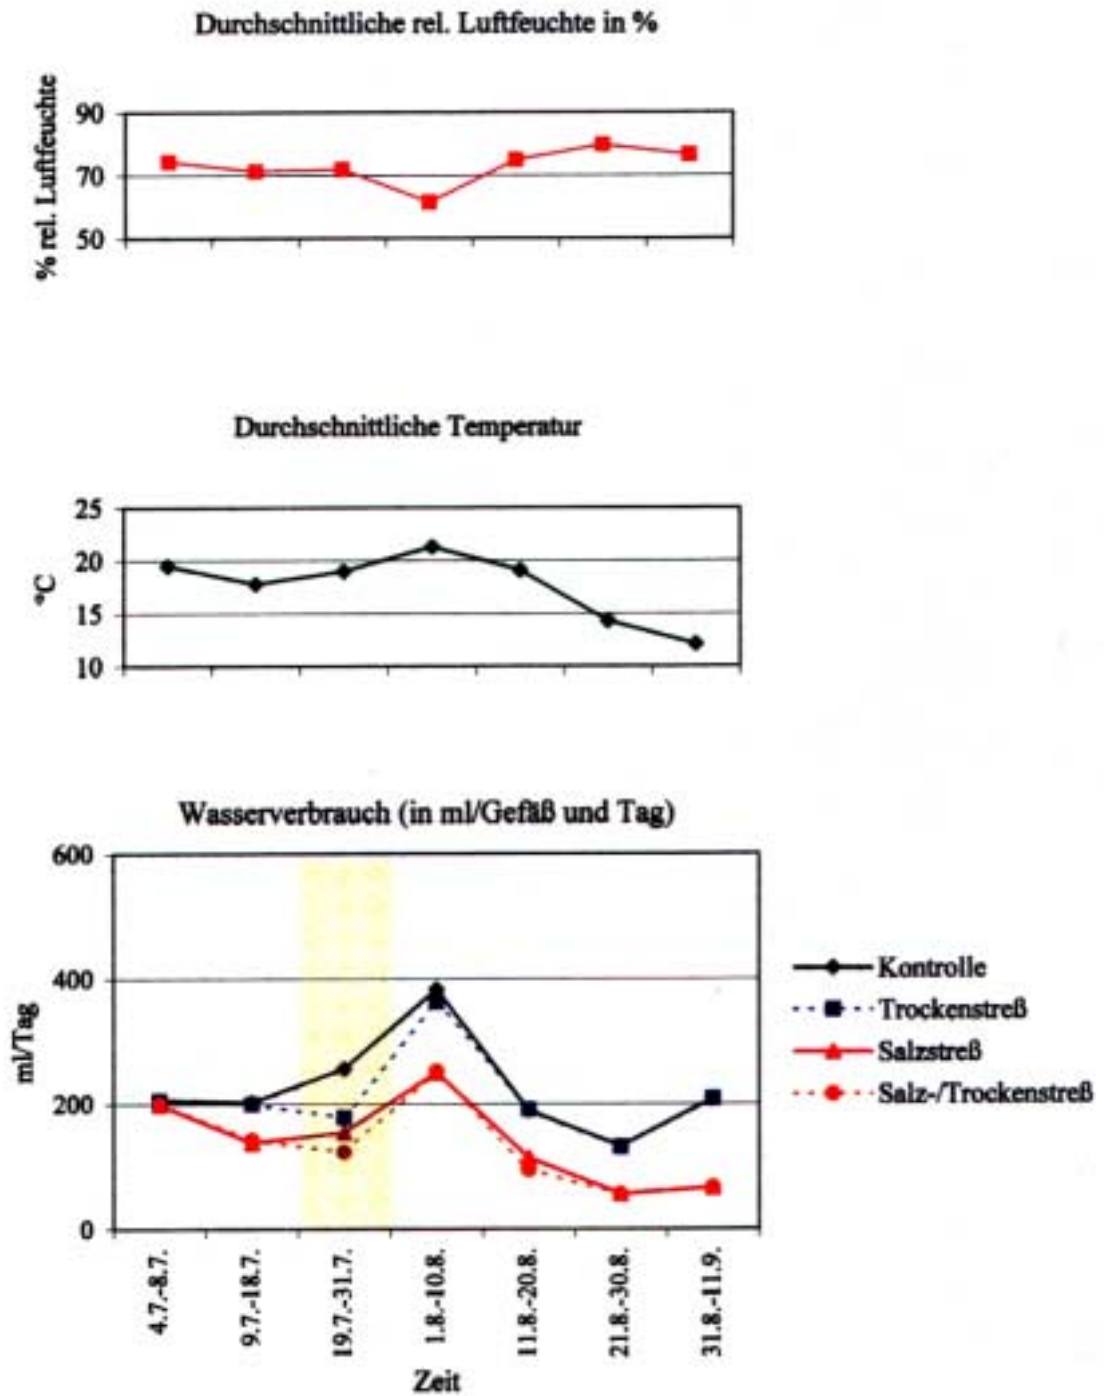 Durchschnittliche rel. Luftfeuchte in %
% rel. Luftfeuchte
90
70
50
Durchschnittliche Temperatur
°C
25
20
15
10
Wasserverbrauch (in ml/Gefäß und Tag)
ml/Tag
600
400
200
0
Kontrolle
Trockenstreß
Salzstreß
Salz-/Trockenstreß
4.7.-8.7.
9.7.-18.7.
19.7.-31.7.
1.8.-10.8.
11.8.-20.8.
21.8.-30.8.
31.8.-11.9.
Zeit